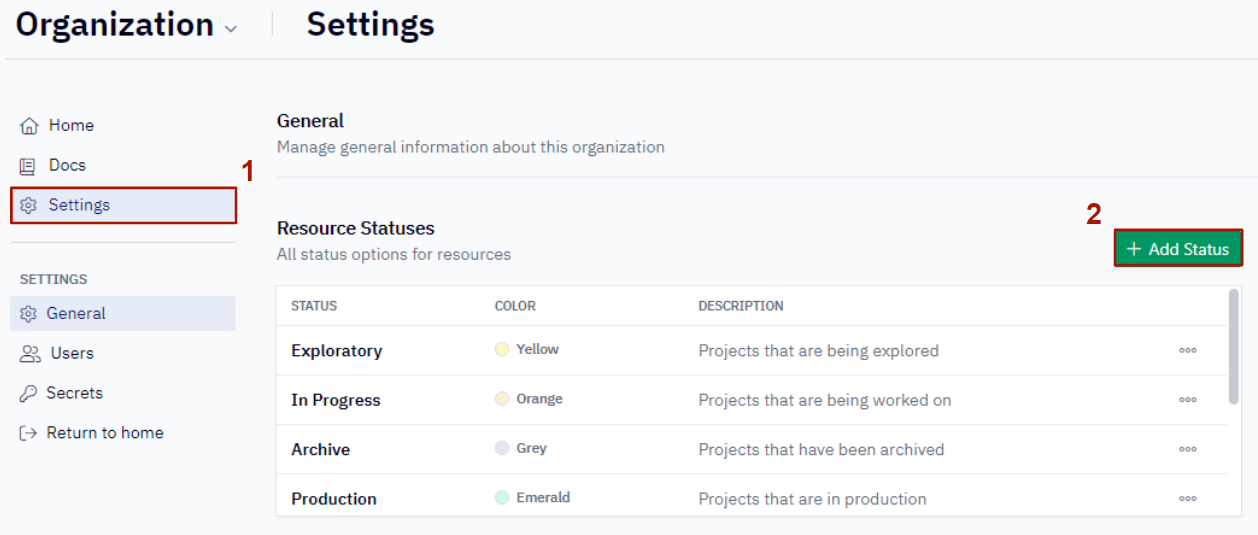 Organization Settings
Home
Docs
1
Settings
SETTINGS
General
Users
Secrets
Return to home
General
Manage general information about this organization
Resource Statuses
All status options for resources
2
+ Add Status
STATUS COLOR DESCRIPTION
Exploratory Yellow Projects that are being explored
In Progress Orange Projects that are being worked on
Archive Grey Projects that have been archived
Production Emerald Projects that are in production